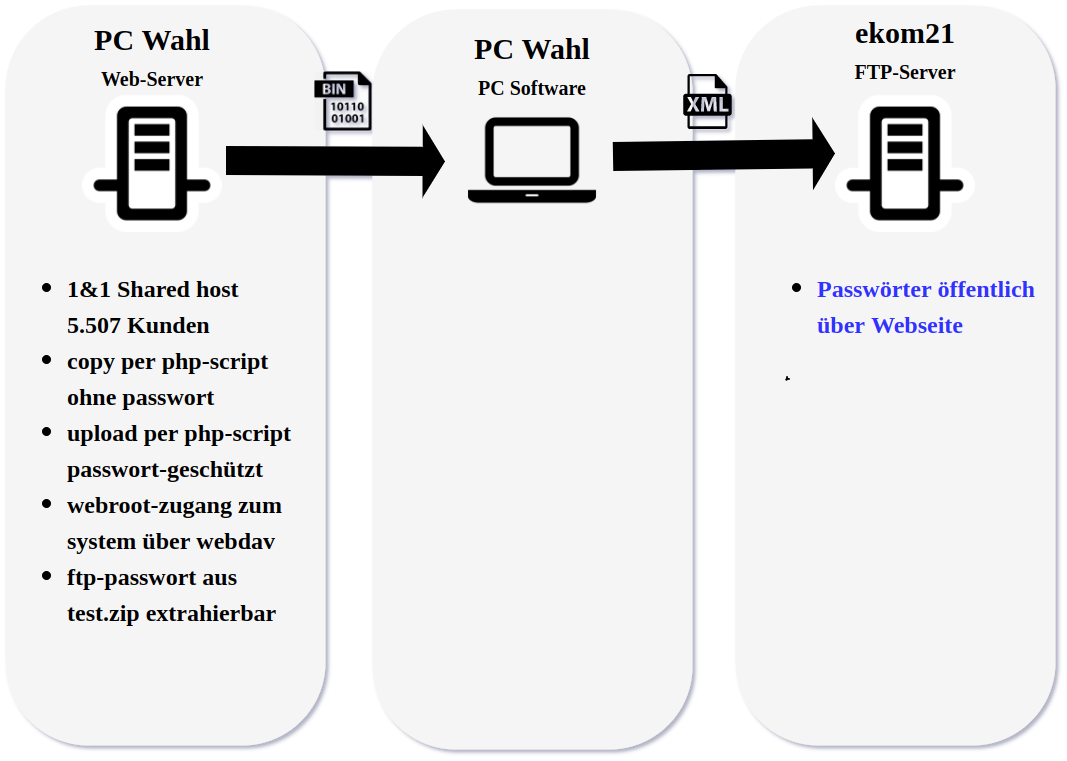 PC Wahl
Web-Server
BIN
10110
01001
PC Wahl
PC Software
XML
ekom21
FTP-Server
1&1 Shared host
5.507 Kunden
copy per php-script
ohne passwort
upload per php-script
passwort-geschützt
webroot-zugang zum
system über webdav
ftp-passwort aus
test.zip extrahierbar
Passwörter öffentlich
über Webseite